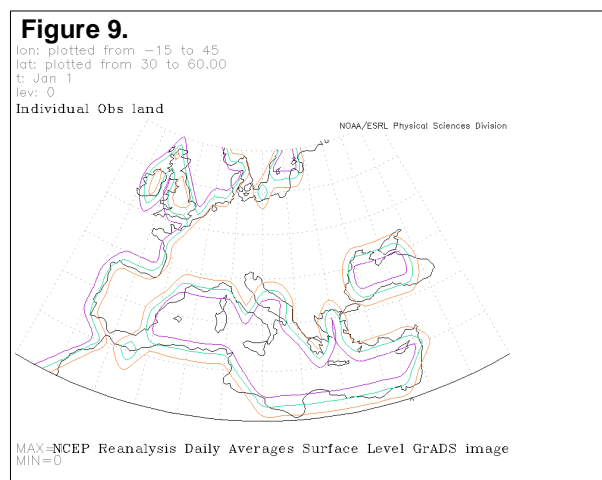 Figure 9.
lon: plotted from −15 to 45
lat: plotted from 30 to 60.00
t: Jan 1
lev: 0
Individual Obs land
NOAA/ESRL Physical Sciences Division
MAX=
NCEP Reanalysis Daily Averages Surface Level GrADS image
MIN=0